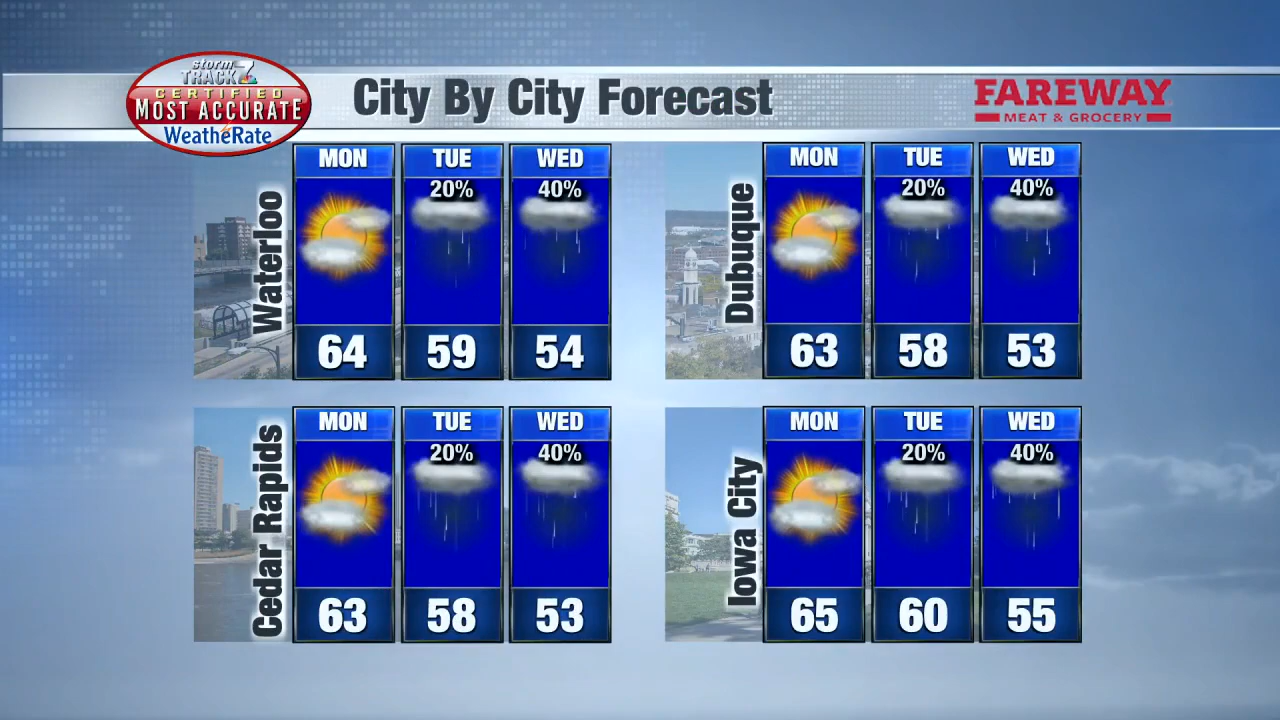 storm
TRACK 7
CERTIFIED
MOST ACCURATE
WeatheRate
City By City Forecast
FAREWAY
MEAT & GROCERY
Waterloo
MON TUE WED
20% 40%
64 59 54
Dubuque
MON TUE WED
20% 40%
63 58 53
Cedar Rapids
MON TUE WED
20% 40%
63 58 53
Iowa City
MON TUE WED
20% 40%
65 60 55